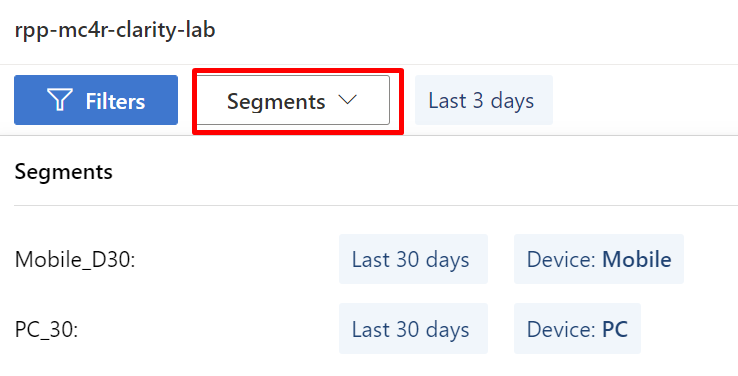 rpp-mc4r-clarity-lab
Filters Segments Last 3 days
Segments
Mobile_D30: Last 30 days Device: Mobile
PC_30: Last 30 days Device: PC